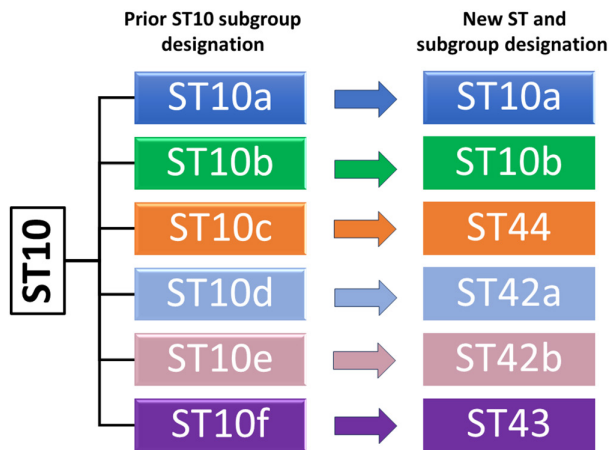 Prior ST10 subgroup
designation
New ST and
subgroup designation
ST10
ST10a
ST10a
ST10b
ST10b
ST10c
ST44
ST10d
ST42a
ST10e
ST42b
ST10f
ST43